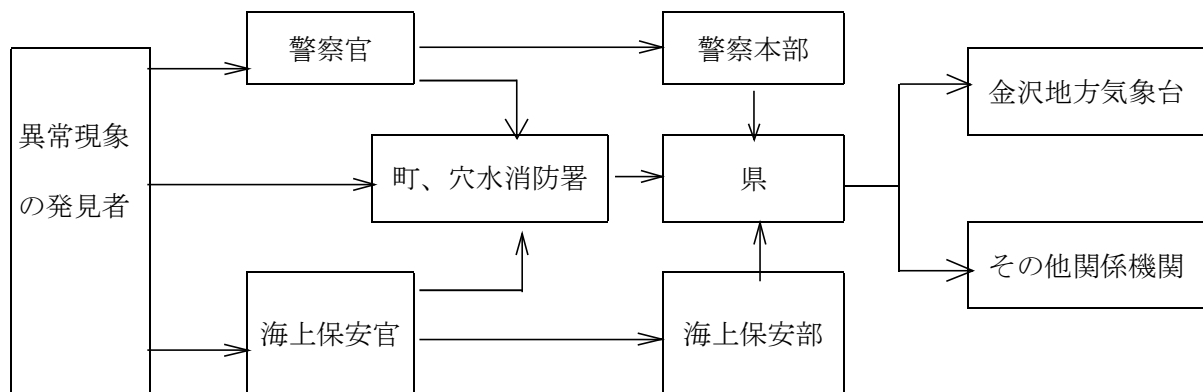 異常現象
の発見者
警察官
警察本部
町、穴水消防署
県
海上保安官
海上保安部
金沢地方気象台
その他関係機関